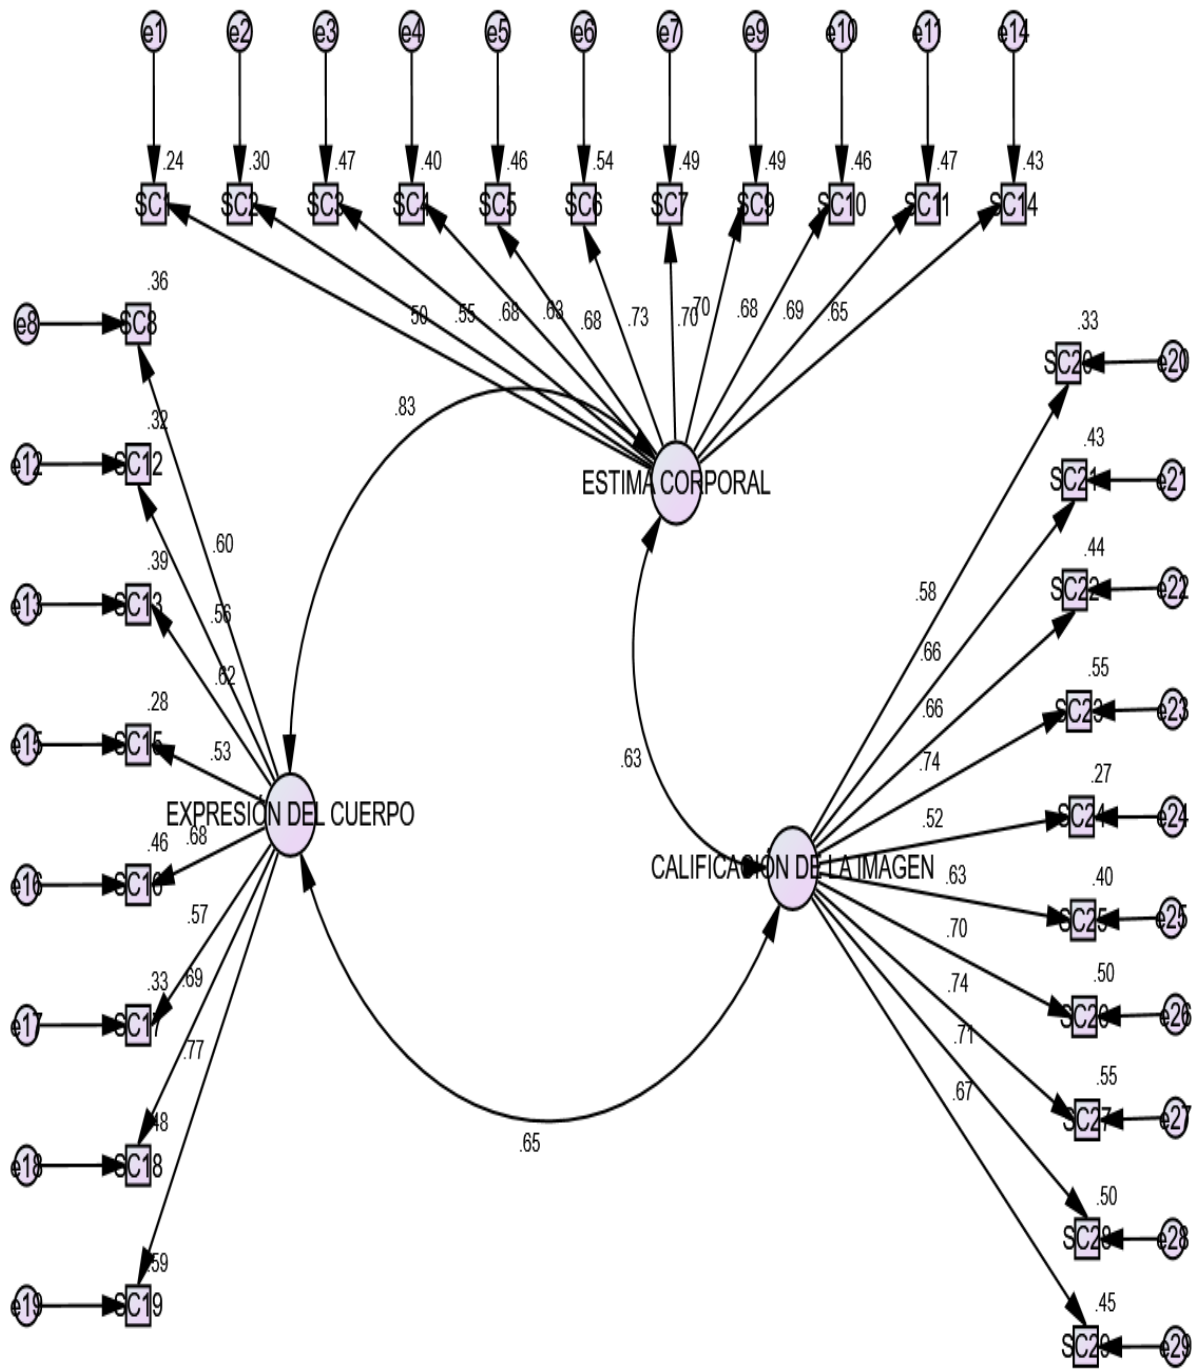 e1 e2 e3 e4 e5 e6 e7 e9 e10 e11 e14
.24 .30 .47 .40 .46 .54 .49 .49 .46 .47 .43
SC1 SC2 SC3 SC4 SC5 SC6 SC7 SC9 SC10 SC11 SC14
.50 .55 .68 .63 .68 .73 .70 .70 .68 .69 .65
.36
e8 SC8
.33
SC20 e20
.83
.32
e12 SC12
.43
SC21 e21
ESTIMA CORPORAL
.60
.39
.44
e13 SC13
.56
.58
SC22 e22
.62
.66
.55
.28
.66
SC23 e23
e15 SC15
.53
.63
.74
.27
EXPRESIÓN DEL CUERPO
.52
SC24 e24
.46 .68
CALIFICACIÓN DE LA IMAGEN
.63
.40
e16 SC16
.57
.70
SC25 e25
.33 .69
.74
.50
e17 SC17
.71
SC26 e26
.77
.67
.55
.48
SC27 e27
.65
e18 SC18
.50
SC28 e28
.59
e19 SC19
.45
SC29 e29